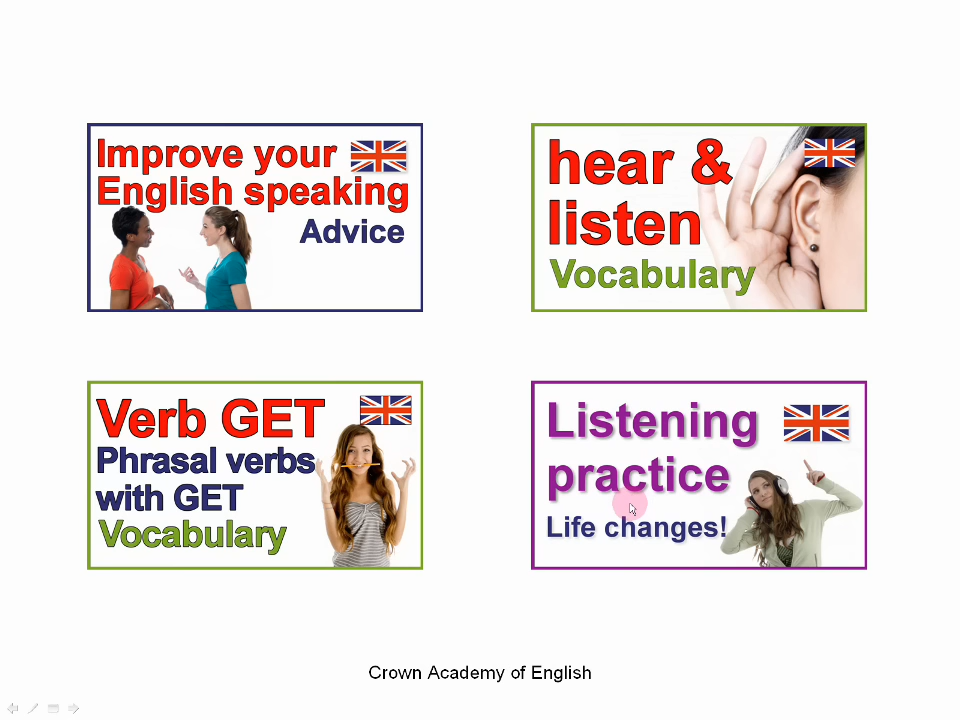 Improve your
English speaking
Advice
hear &
listen
Vocabulary
Verb GET
Phrasal verbs
with GET
Vocabulary
Listening
practice
Life changes!
Crown Academy of English